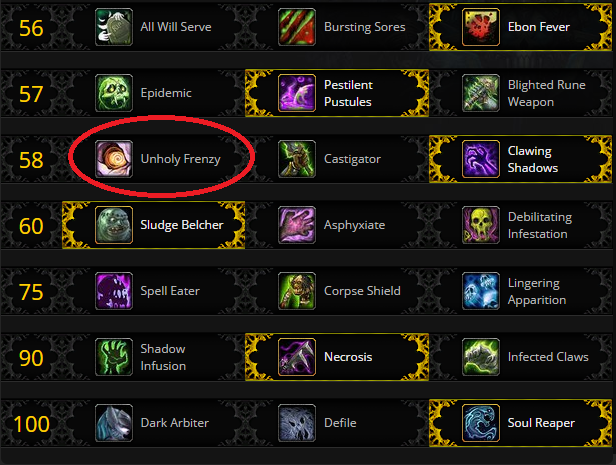 56 All Will Serve Bursting Sores Ebon Fever
57 Epidemic Pestilent Pustules Blighted Rune Weapon
58 Unholy Frenzy Castigator Clawing Shadows
60 Sludge Belcher Asphyxiate Debilitating Infestation
75 Spell Eater Corpse Shield Lingering Apparition
90 Shadow Infusion Necrosis Infected Claws
100 Dark Arbiter Defile Soul Reaper